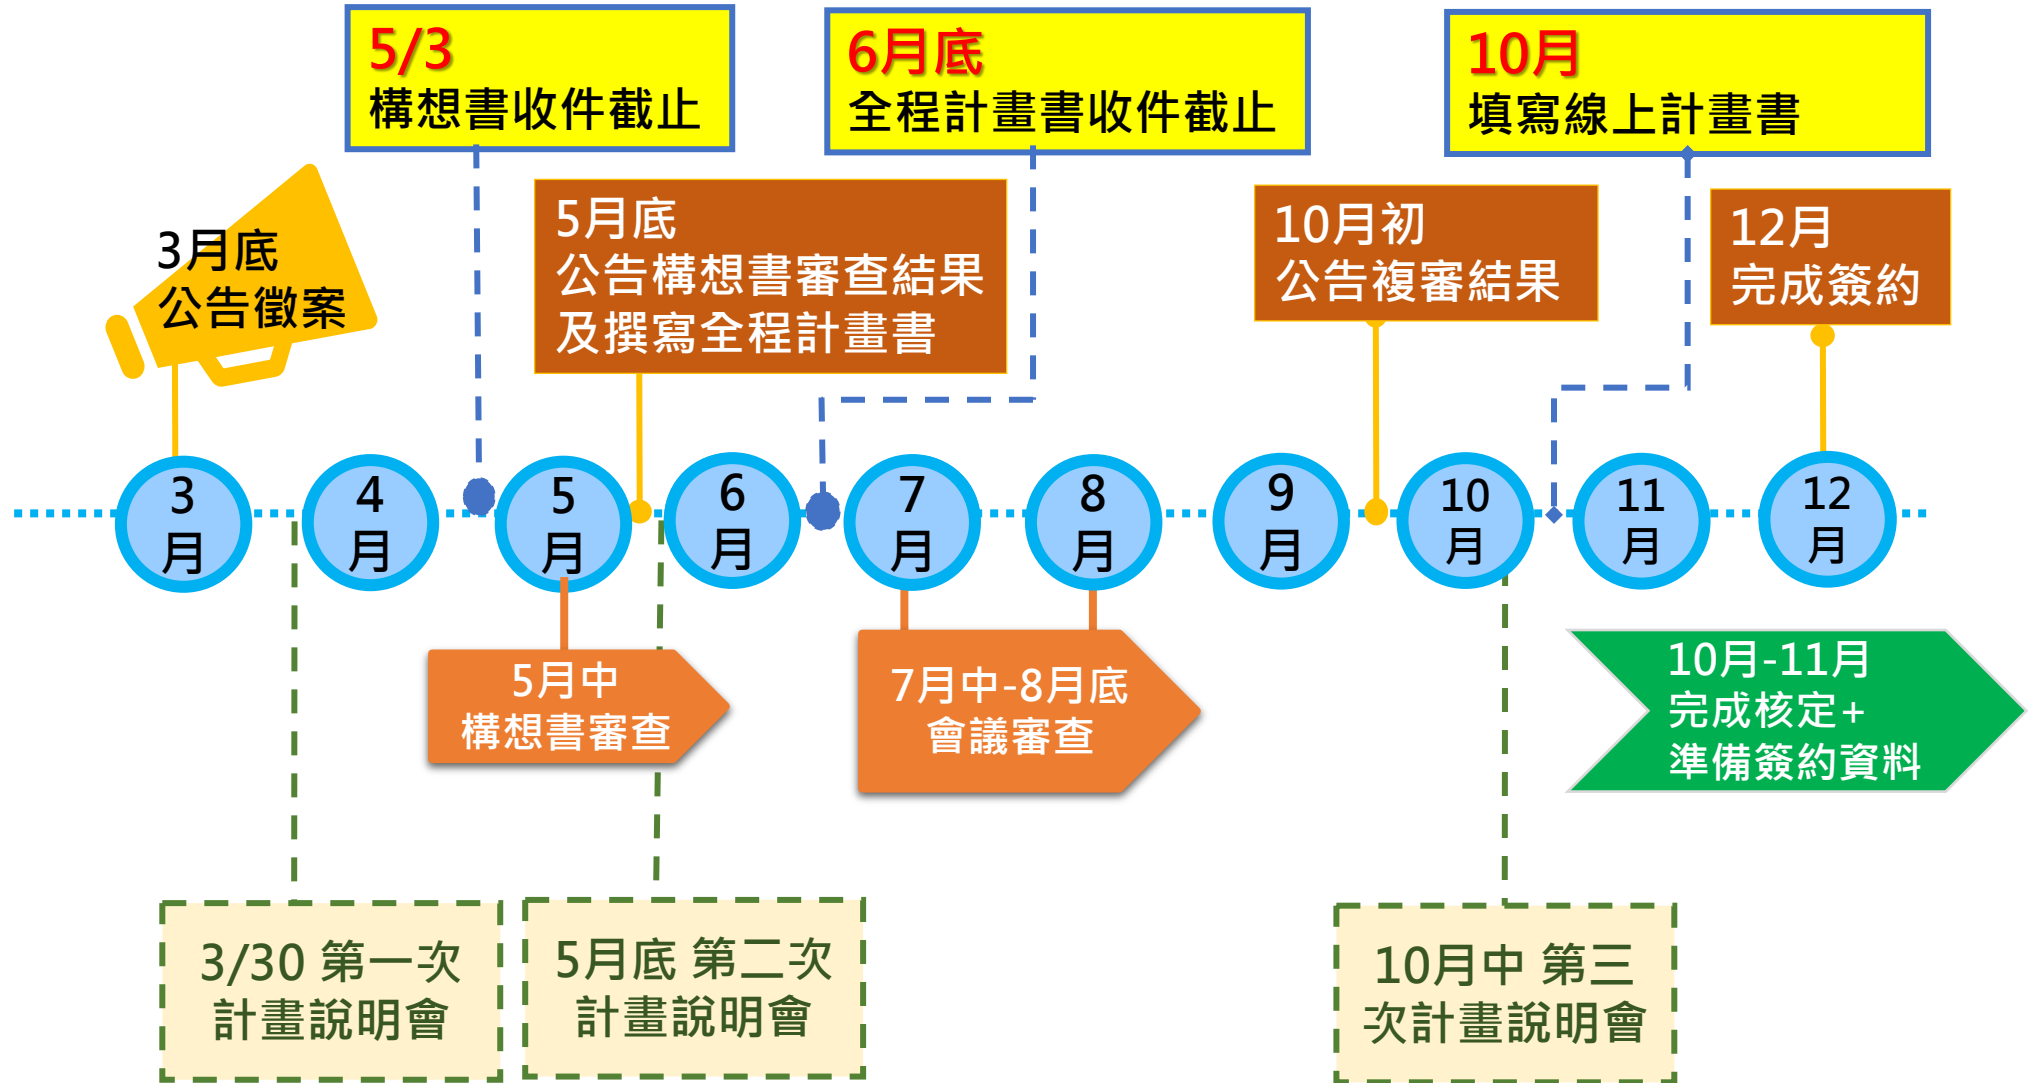 5/3
構想書收件截止
6月底
全程計畫書收件截止
10月
填寫線上計畫書
3月底
公告徵案
5月底
公告構想書審查結果
及撰寫全程計畫書
10月初
公告複審結果
12月
完成簽約
3
月
4
月
5
月
6
月
7
月
8
月
9
月
10
月
11
月
12
月
5月中
構想書審查
7月中-8月底
會議審查
10月-11月
完成核定+
準備簽約資料
3/30 第一次
計畫說明會
5月底 第二次
計畫說明會
10月中 第三
次計畫說明會